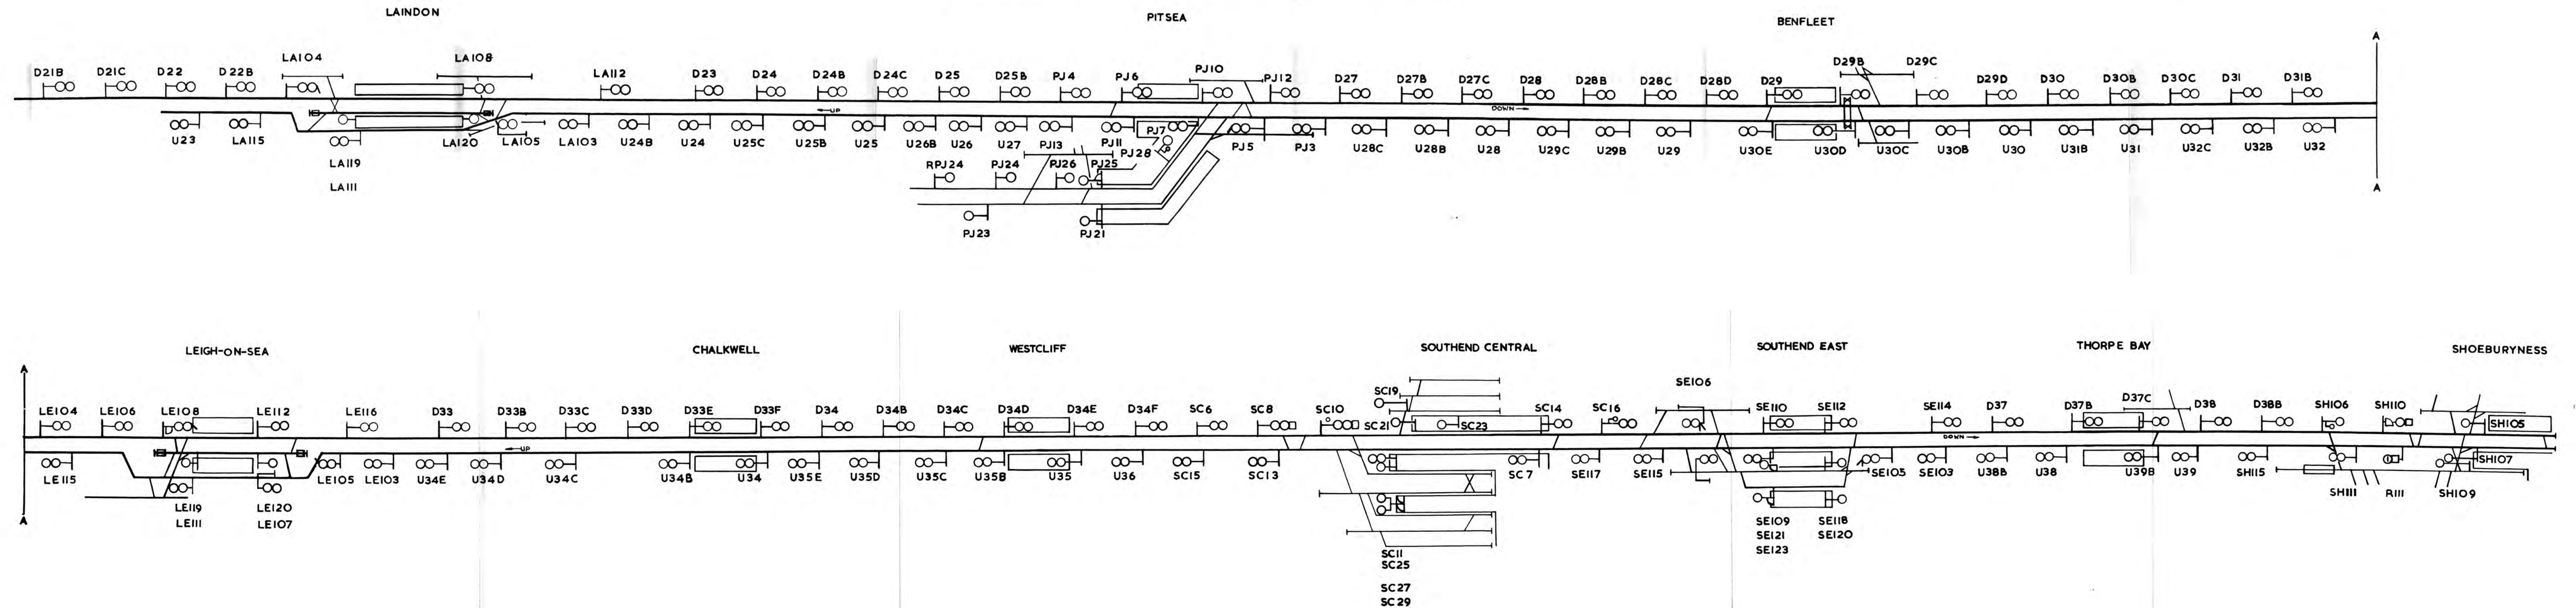 LAINDON
PITSEA
BENFLEET
A
D21B D21C D22 D22B LA104 LA108 LA112 D23 D24 D24B D24C D25 D25B PJ4 PJ6 PJ10 PJ12 D27 D27B D27C D28 D28B D28C D28D D29 D29B D29C D29D D30 D30B D30C D31 D31B
UP
DOWN
U23 LA115 LA120 LA105 LA103 U24B U24 U25C U25B U25 U26B U26 U27 PJ13 PJ11 PJ7 PJ5 PJ3 U28C U28B U28 U29C U29B U29 U30E U30D U30C U30B U30 U31B U31 U32C U32B U32
LA119
LA111
RPJ24 PJ24 PJ26 PJ25 PJ28
PJ23 PJ21
A
LEIGH-ON-SEA
CHALKWELL
WESTCLIFF
SOUTHEND CENTRAL
SOUTHEND EAST
THORPE BAY
SHOEBURYNESS
A
LE104 LE106 LE108 LE112 LE116 D33 D33B D33C D33D D33E D33F D34 D34B D34C D34D D34E D34F SC6 SC8 SC10 SC19 SC21 SC23 SC14 SC16 SE106 SE110 SE112 SE114 D37 D37B D37C D38 D38B SH106 SH110 SH105
UP
DOWN
LE115 LE105 LE103 U34E U34D U34C U34B U34 U35E U35D U35C U35B U35 U36 SC15 SC13 SC7 SE117 SE115 SE105 SE103 U38B U38 U39B U39 SH115 SH107
LE119 LE120
LE111 LE107
SH111 R111 SH109
SE109 SE118
SE121 SE120
SE123
SC11
SC25
SC27
SC29
A